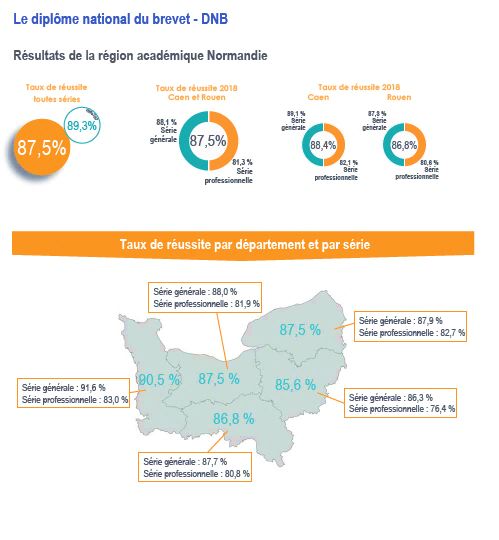 Le diplôme national du brevet - DNB
Résultats de la région académique Normandie
Taux de réussite
toutes séries
87,5%
89,3%
Taux de réussite 2018
Caen et Rouen
88,1 %
Série
générale
87,5%
81,3 %
Série
professionnelle
Taux de réussite 2018
Caen
Rouen
89,1 %
Série
générale
88,4%
82,1 %
Série
professionnelle
87,3 %
Série
générale
86,8%
80,6 %
Série
professionnelle
Taux de réussite par département et par série
Série générale : 88,0 %
Série professionnelle : 81,9 %
87,5 %
Série générale : 87,9 %
Série professionnelle : 82,7 %
90,5 %
87,5 %
85,6 %
Série générale : 91,6 %
Série professionnelle : 83,0 %
Série générale : 86,3 %
Série professionnelle : 76,4 %
86,8 %
Série générale : 87,7 %
Série professionnelle : 80,8 %